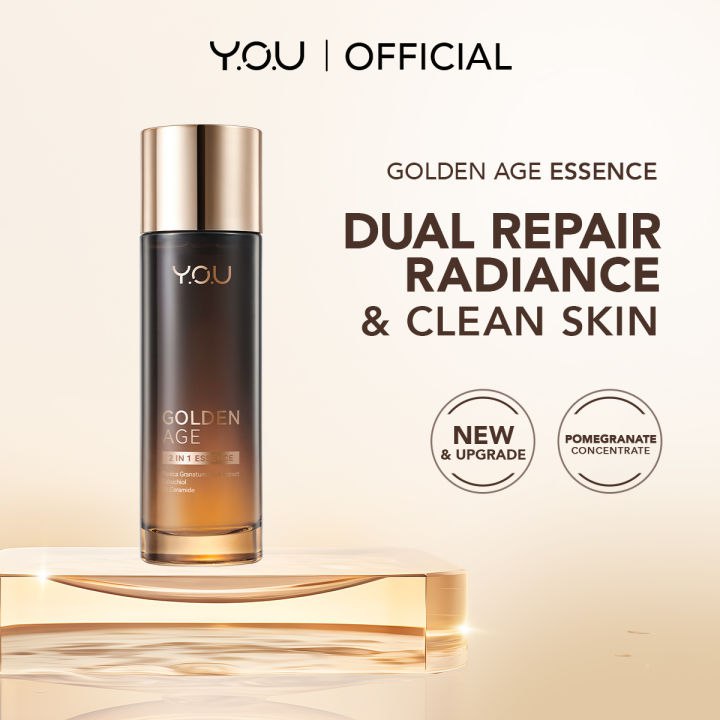 Y.O.U | OFFICIAL
GOLDEN AGE ESSENCE
DUAL REPAIR
RADIANCE
& CLEAN SKIN
NEW
& UPGRADE
POMEGRANATE
CONCENTRATE
Y.O.U
GOLDEN
AGE
2 IN 1 ESSENCE
Ceramide